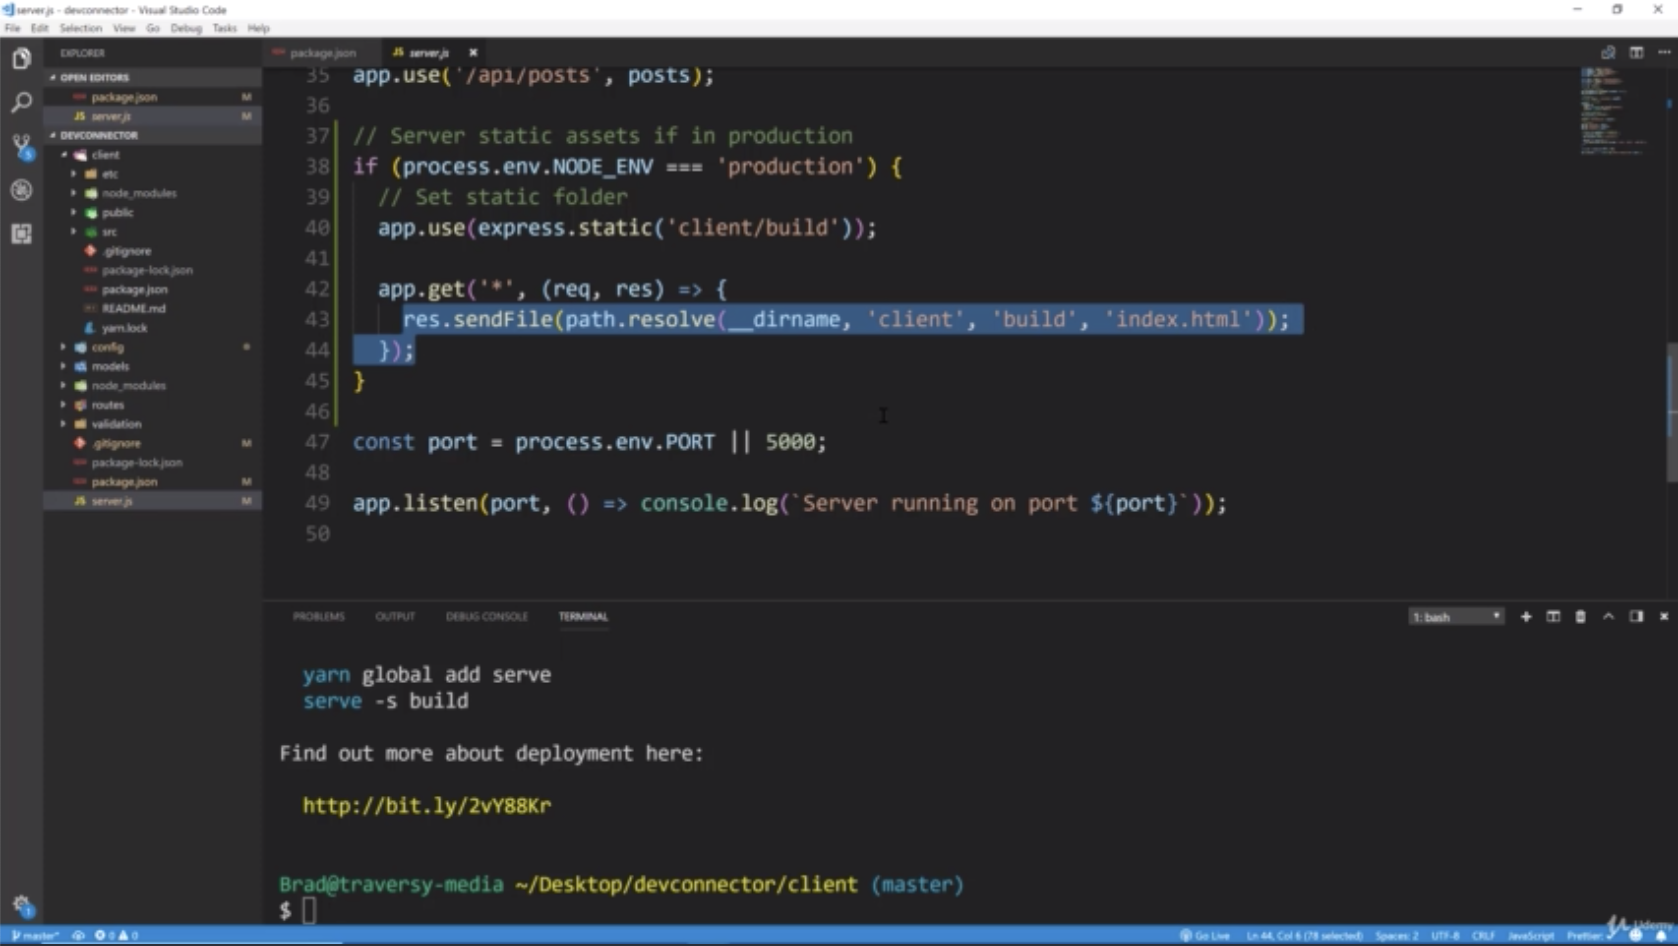 server.js - devconnector - Visual Studio Code
File Edit Selection View Go Debug Tasks Help
EXPLORER
package.json
JS server.js ×
OPEN EDITORS
package.json M
JS server.js M
DEVCONNECTOR
client
etc
node_modules
public
src
.gitignore
package-lock.json
package.json
README.md
yarn.lock
config
models
node_modules
routes
validation
.gitignore M
package-lock.json
package.json M
JS server.js M
35 app.use('/api/posts', posts);
36
37 // Server static assets if in production
38 if (process.env.NODE_ENV === 'production') {
39 // Set static folder
40 app.use(express.static('client/build'));
41
42 app.get('*', (req, res) => {
43 res.sendFile(path.resolve(__dirname, 'client', 'build', 'index.html'));
44 });
45 }
46
47 const port = process.env.PORT || 5000;
48
49 app.listen(port, () => console.log(`Server running on port ${port}`));
50
PROBLEMS OUTPUT DEBUG CONSOLE TERMINAL 1: bash
yarn global add serve
serve -s build
Find out more about deployment here:
http://bit.ly/2vY88Kr
Brad@traversy-media ~/Desktop/devconnector/client (master)
$
master* 0 0 Go Live Ln 44, Col 6 (78 selected) Spaces: 2 UTF-8 CRLF JavaScript Prettier
Udemy